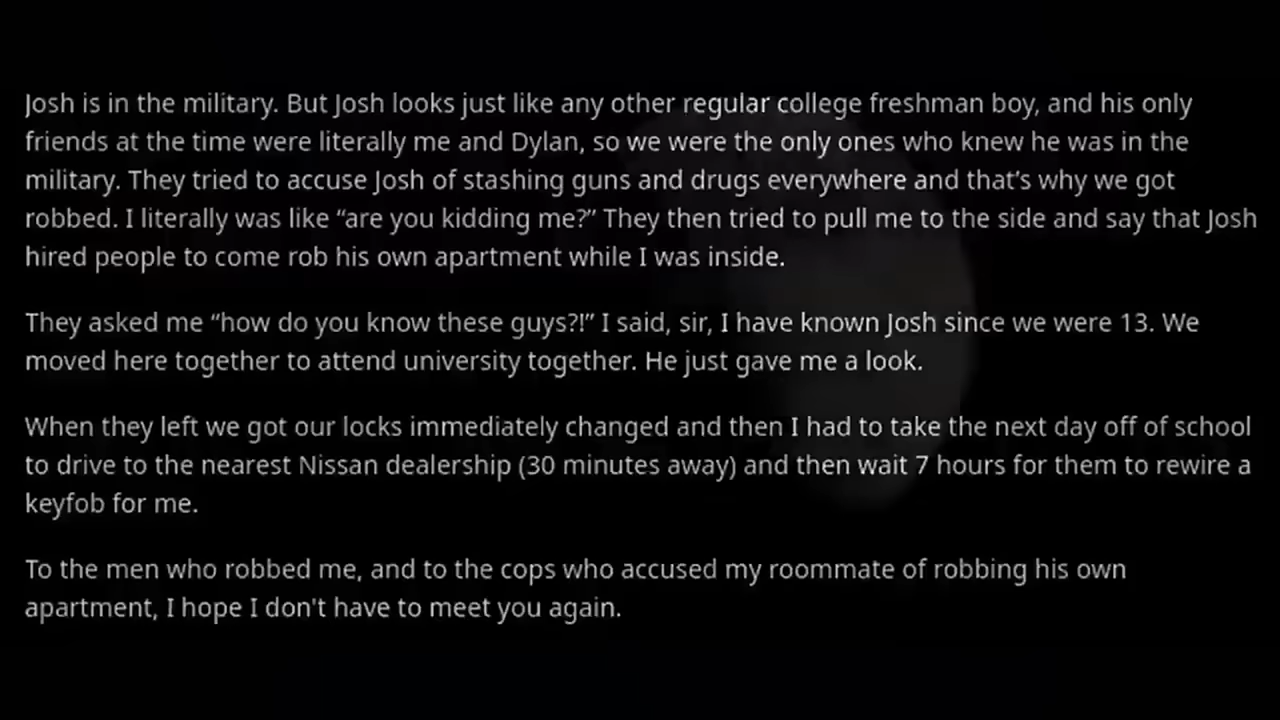 Josh is in the military. But Josh looks just like any other regular college freshman boy, and his only
friends at the time were literally me and Dylan, so we were the only ones who knew he was in the
military. They tried to accuse Josh of stashing guns and drugs everywhere and that's why we got
robbed. I literally was like “are you kidding me?” They then tried to pull me to the side and say that Josh
hired people to come rob his own apartment while I was inside.
They asked me “how do you know these guys?!” I said, sir, I have known Josh since we were 13. We
moved here together to attend university together. He just gave me a look.
When they left we got our locks immediately changed and then I had to take the next day off of school
to drive to the nearest Nissan dealership (30 minutes away) and then wait 7 hours for them to rewire a
keyfob for me.
To the men who robbed me, and to the cops who accused my roommate of robbing his own
apartment, I hope I don't have to meet you again.